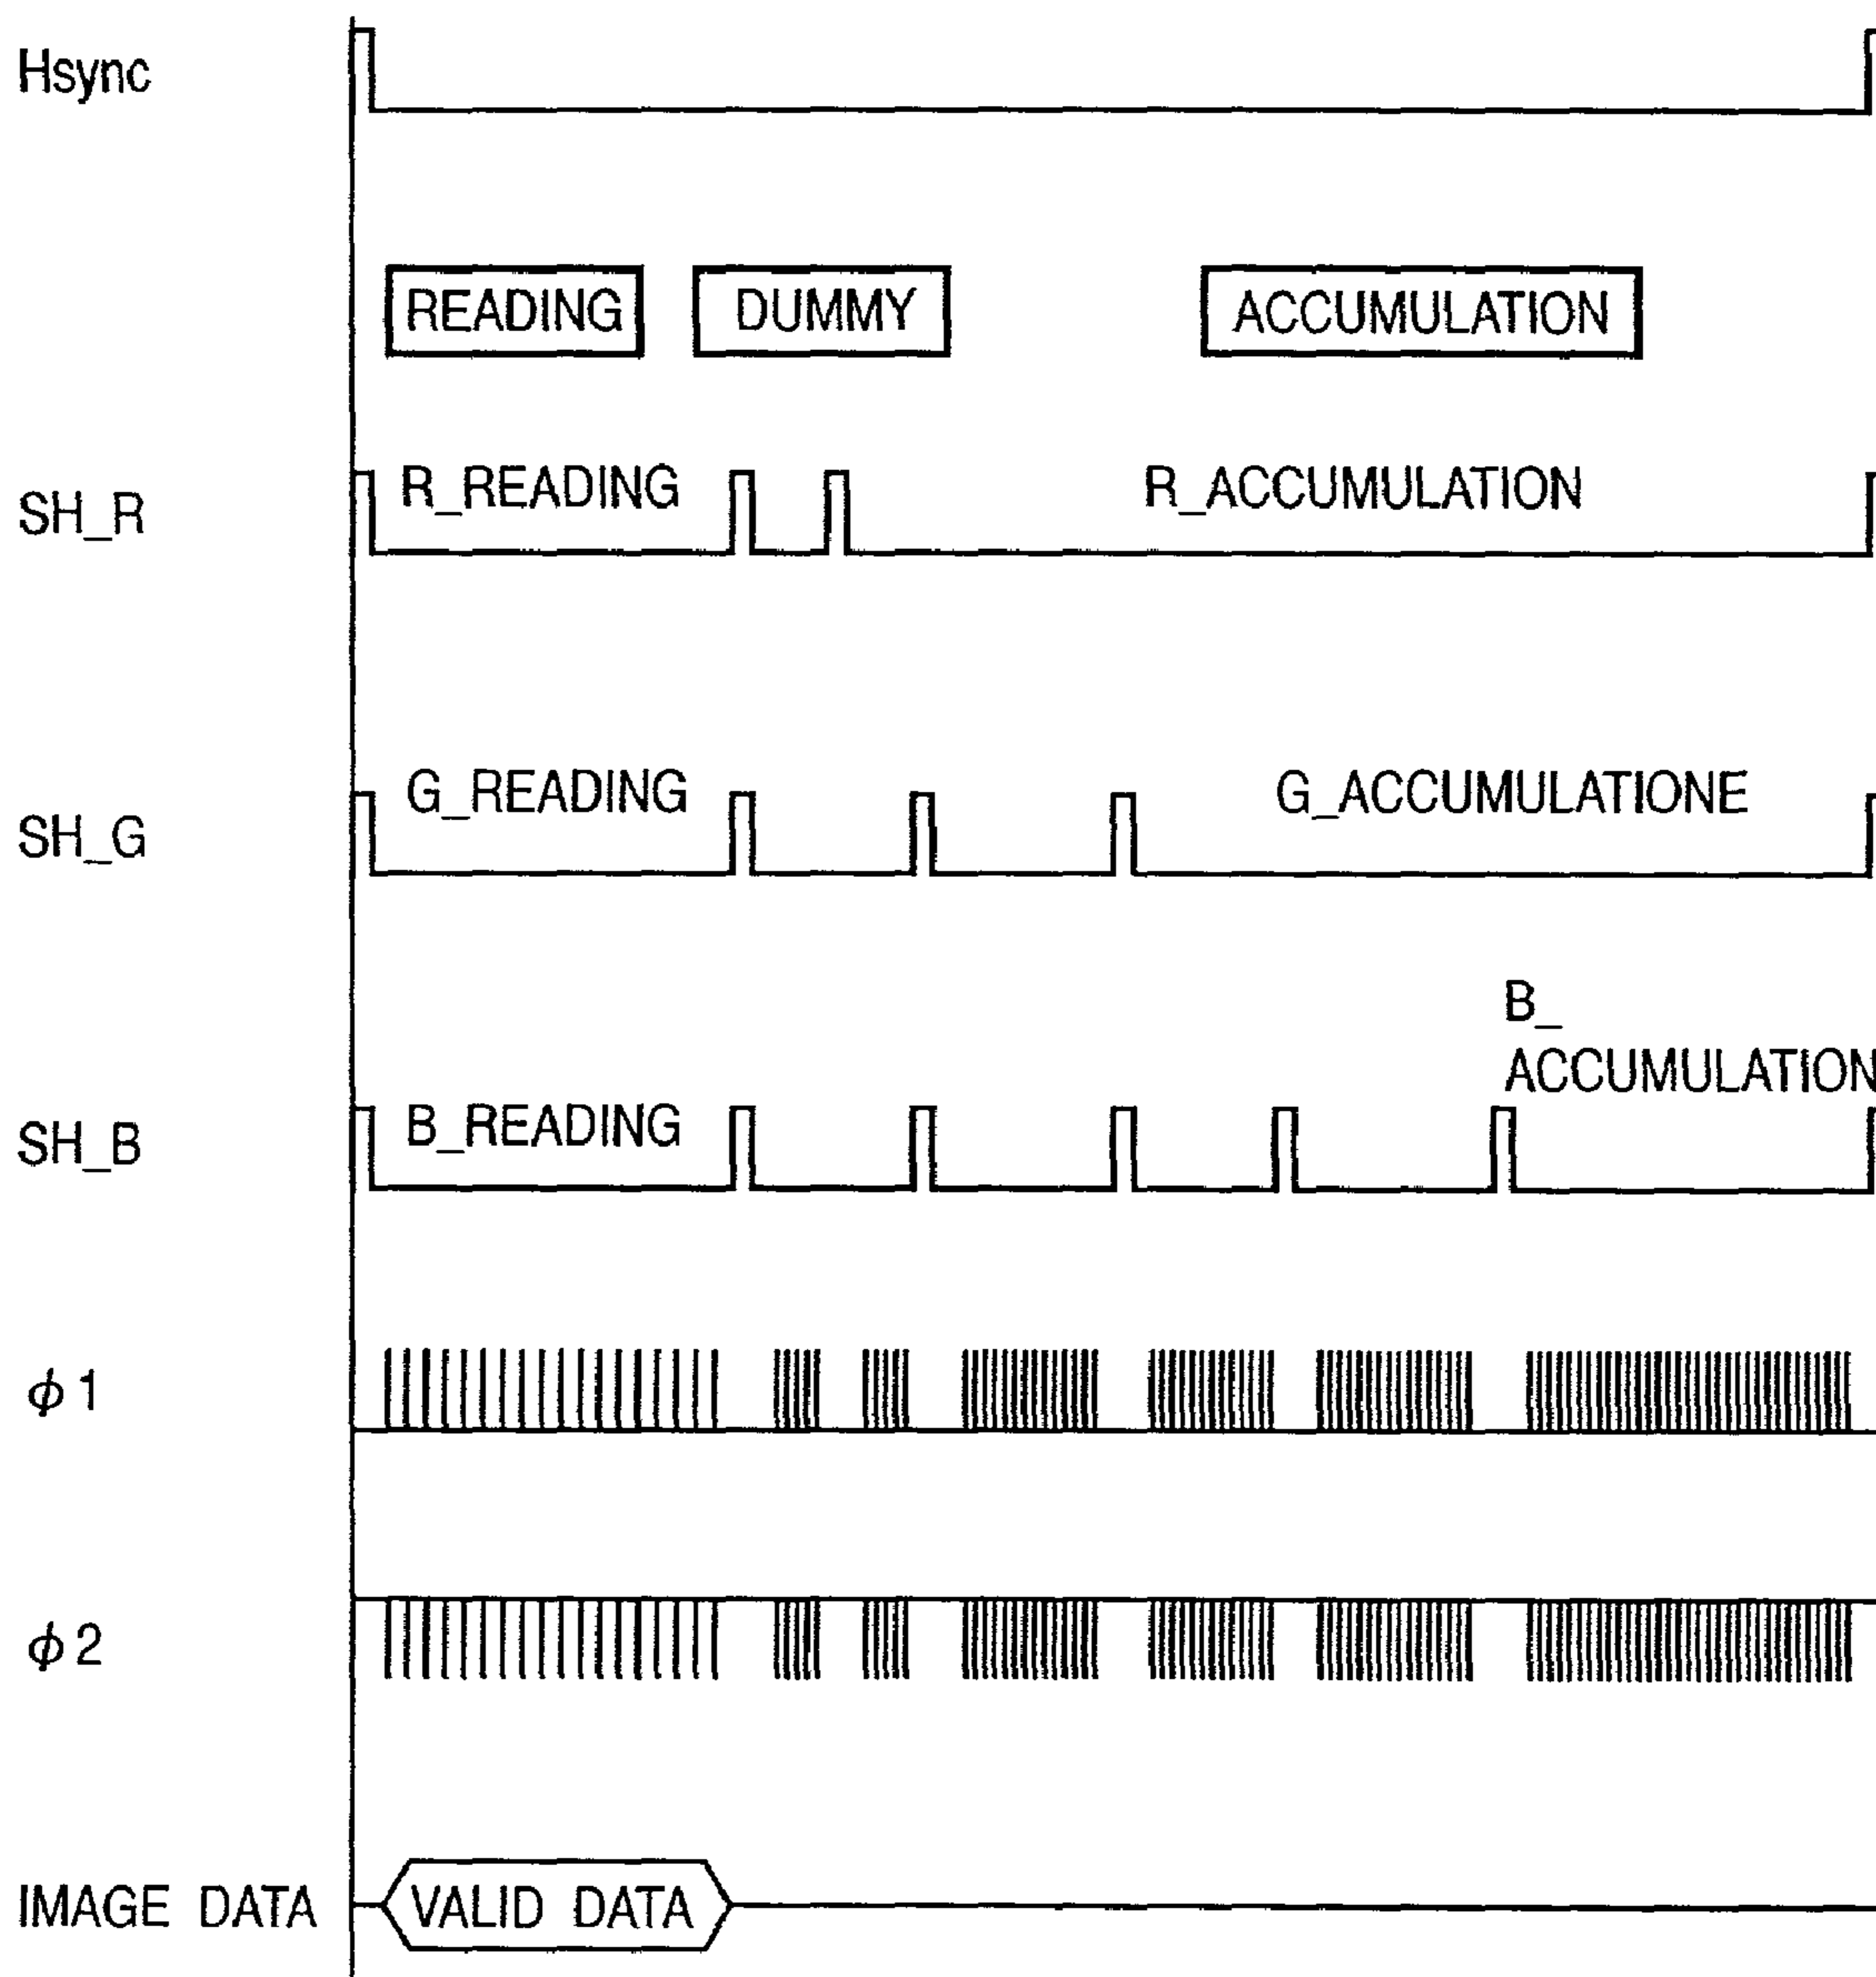 Hsync
READING DUMMY ACCUMULATION
SH_R R_READING R_ACCUMULATION
SH_G G_READING G_ACCUMULATIONE
B_
ACCUMULATION
SH_B B_READING
ϕ1
ϕ2
IMAGE DATA VALID DATA